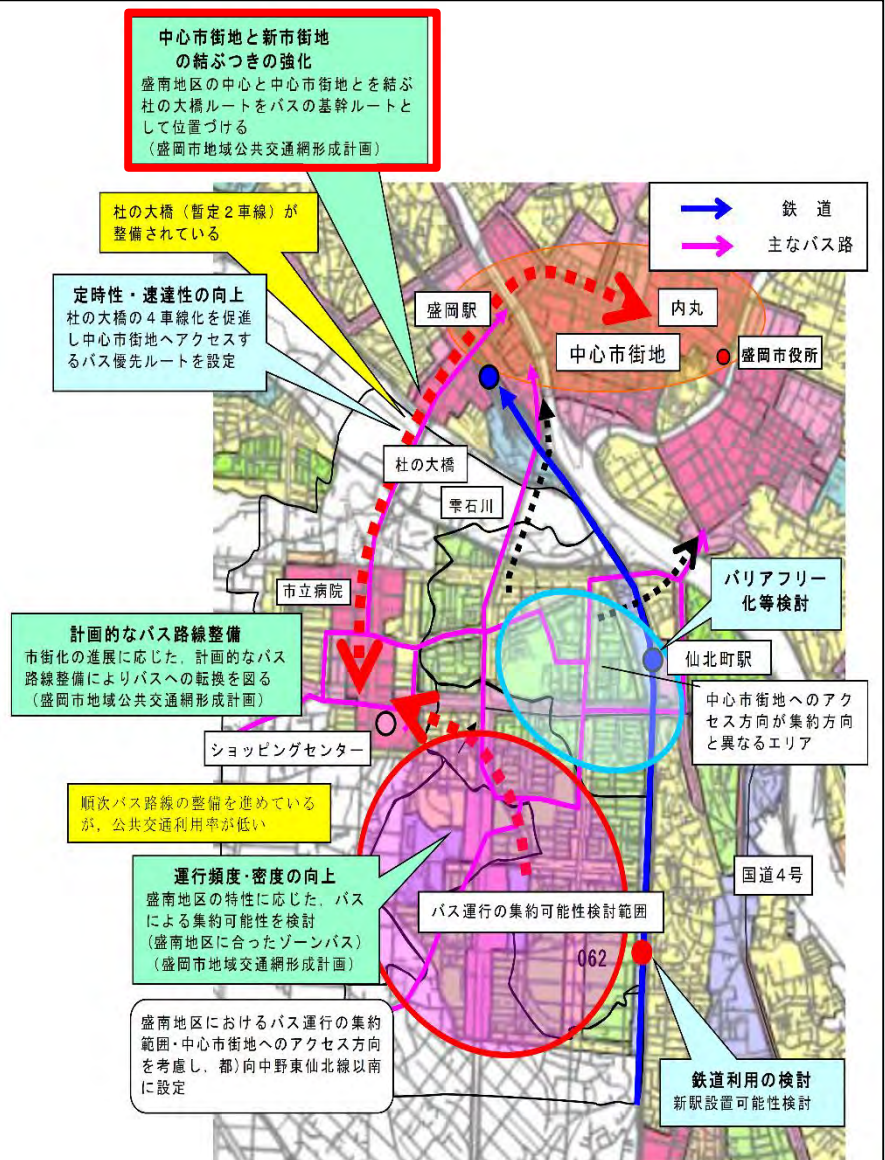 中心市街地と新市街地
の結ぶつきの強化
盛南地区の中心と中心市街地とを結ぶ
杜の大橋ルートをバスの基幹ルートと
して位置づける
(盛岡市地域公共交通網形成計画)
杜の大橋(暫定2車線)が
整備されている
定時性・速達性の向上
杜の大橋の4車線化を促進
し中心市街地へアクセスす
るバス優先ルートを設定
鉄道
主なバス路
盛岡駅
内丸
中心市街地
盛岡市役所
杜の大橋
雫石川
市立病院
バリアフリー
化等検討
計画的なバス路線整備
市街化の進展に応じた,計画的なバス
路線整備によりバスへの転換を図る
(盛岡市地域公共交通網形成計画)
仙北町駅
中心市街地へのアク
セス方向が集約方向
と異なるエリア
ショッピングセンター
順次バス路線の整備を進めている
が,公共交通利用率が低い
運行頻度・密度の向上
盛南地区の特性に応じた,バス
による集約可能性を検討
(盛南地区に合ったゾーンバス)
(盛岡市地域交通網形成計画)
国道4号
バス運行の集約可能性検討範囲
062
盛南地区におけるバス運行の集約
範囲・中心市街地へのアクセス方向
を考慮し,都)向中野東仙北線以南
に設定
鉄道利用の検討
新駅設置可能性検討